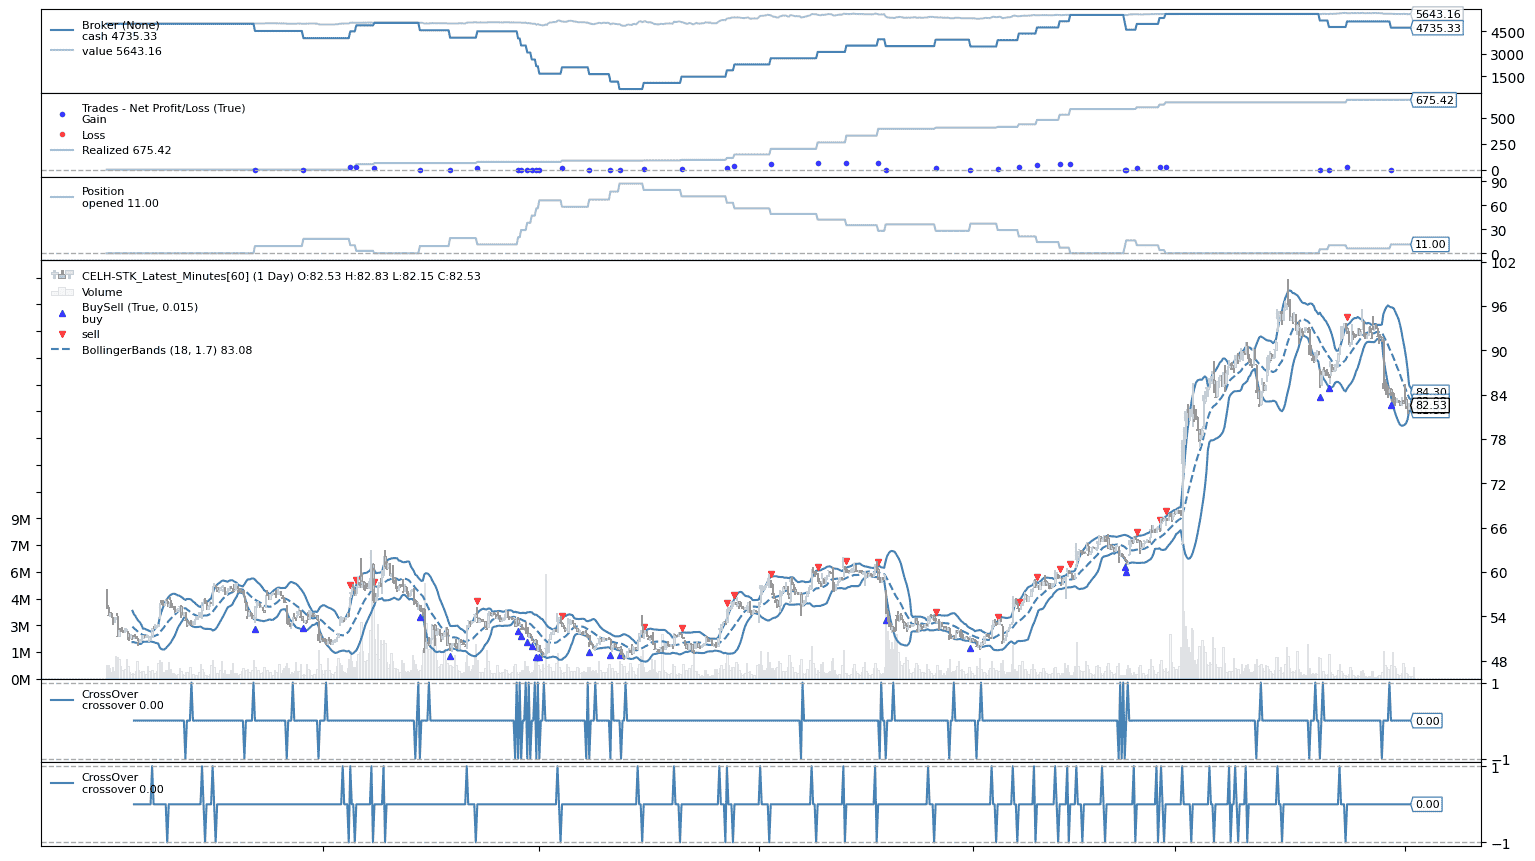 Broker (None)
cash 4735.33
value 5643.16
5643.16
4735.33
4500
3000
1500
Trades - Net Profit/Loss (True)
Gain
Loss
Realized 675.42
675.42
500
250
0
Position
opened 11.00
90
60
30
0
11.00
CELH-STK_Latest_Minutes[60] (1 Day) O:82.53 H:82.83 L:82.15 C:82.53
Volume
BuySell (True, 0.015)
buy
sell
BollingerBands (18, 1.7) 83.08
102
96
90
84
78
72
66
60
54
48
84.30
82.53
9M
7M
6M
4M
3M
1M
0M
CrossOver
crossover 0.00
1
0.00
−1
CrossOver
crossover 0.00
1
0.00
−1